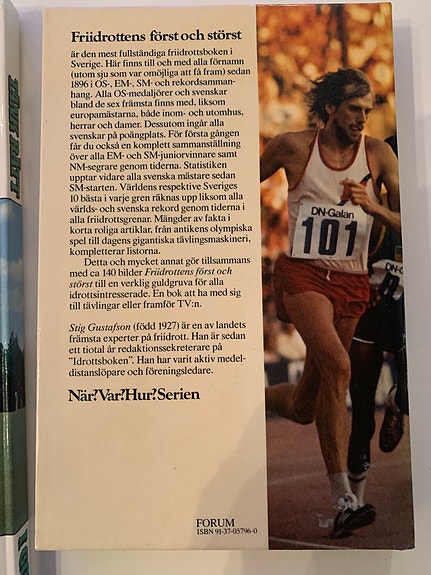 Friidrottens först och störst
är den mest fullständiga friidrottsboken i
Sverige. Här finns till och med alla förnamn
(utom sju som var omöjliga att få fram) sedan
1896 i OS-, EM-, SM- och rekordsamman-
hang. Alla OS-medaljörer och svenskar
bland de sex främsta finns med, liksom
europamästarna, både inom- och utomhus,
herrar och damer. Dessutom ingår alla
svenskar på poängplats. För första gången
får du också en komplett sammanställning
över alla EM- och SM-juniorvinnare samt
NM-segrare genom tiderna. Statistiken
upptar vidare alla svenska mästare sedan
SM-starten. Världens respektive Sveriges
10 bästa i varje gren räknas upp liksom alla
världs- och svenska rekord genom tiderna i
alla friidrottsgrenar. Mängder av fakta i
korta roliga artiklar, från antikens olympiska
spel till dagens gigantiska tävlingsmaskineri,
kompletterar listorna.
Detta och mycket annat gör tillsammans
med ca 140 bilder Friidrottens först och
störst till en verklig guldgruva för alla
idrottsintresserade. En bok att ha med sig
till tävlingar eller framför TV:n.
Stig Gustafson (född 1927) är en av landets
främsta experter på friidrott. Han är sedan
ett tiotal år redaktionssekreterare på
"Idrottsboken". Han har varit aktiv medel-
distanslöpare och föreningsledare.
När?Var?Hur?Serien
FORUM
ISBN 91-37-05796-0
DN-Galan
101